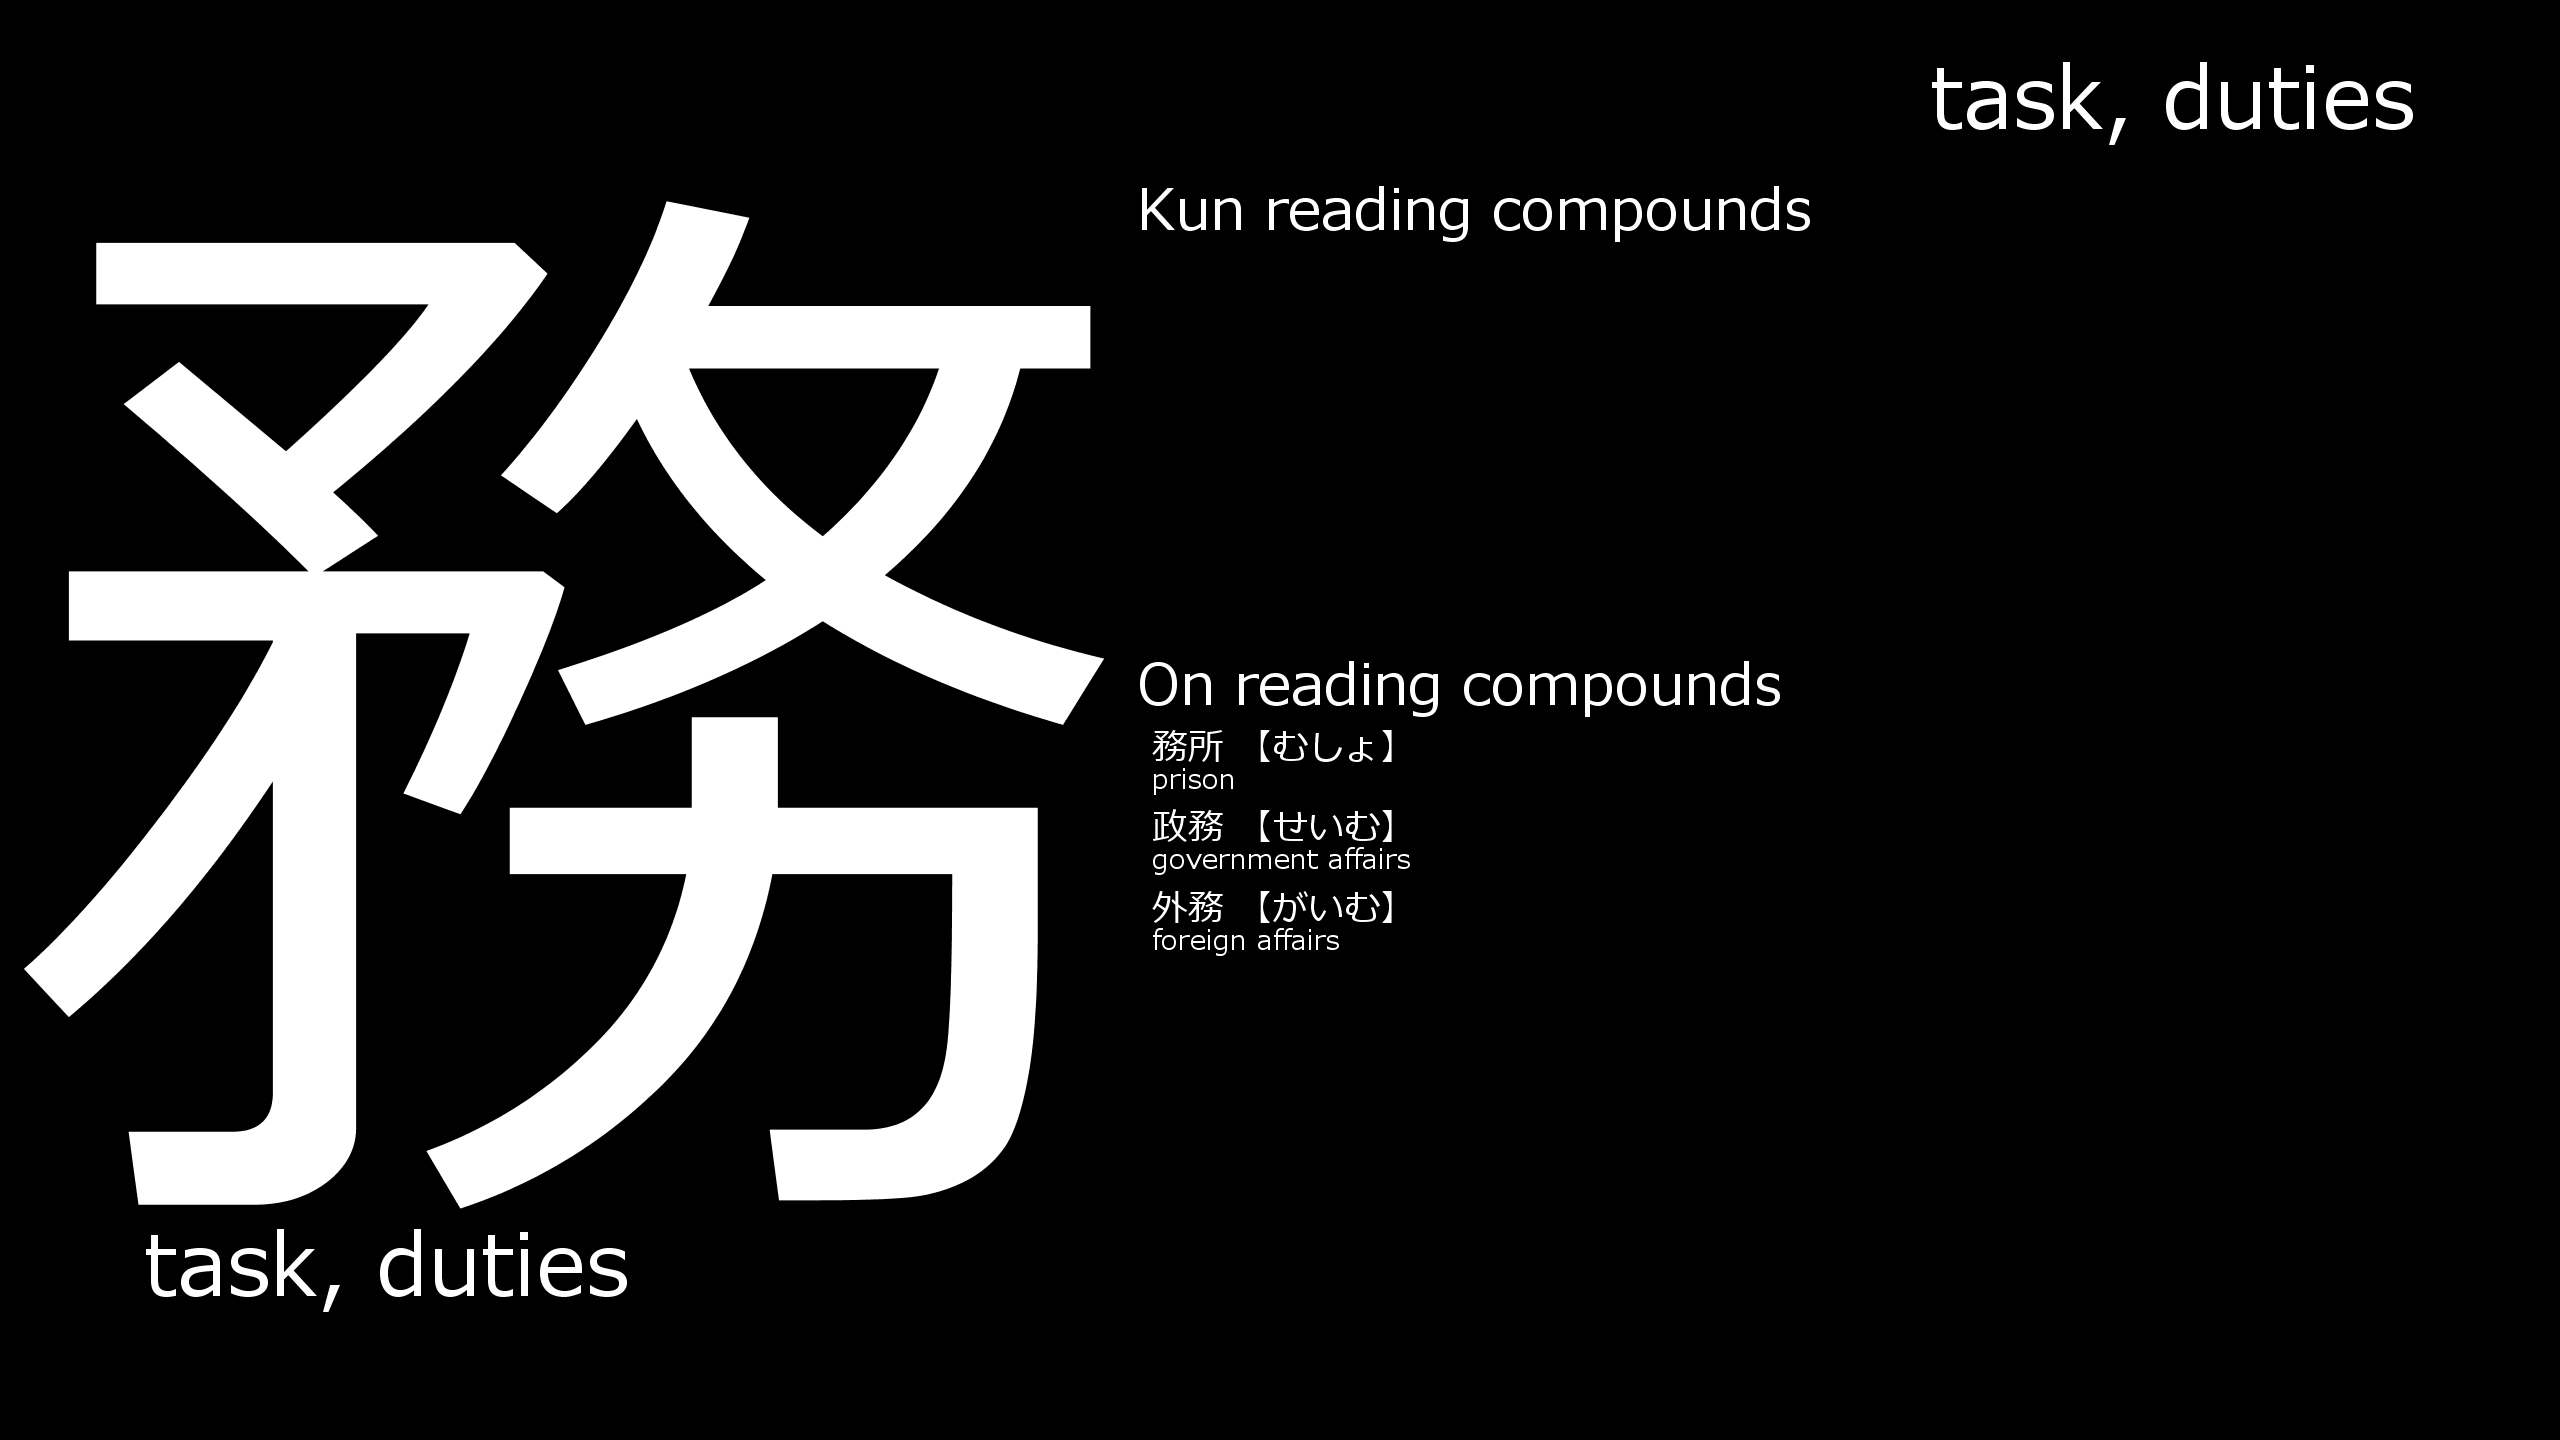 task, duties
務
Kun reading compounds
On reading compounds
務所 【むしょ】
prison
政務 【せいむ】
government affairs
外務 【がいむ】
foreign affairs
task, duties